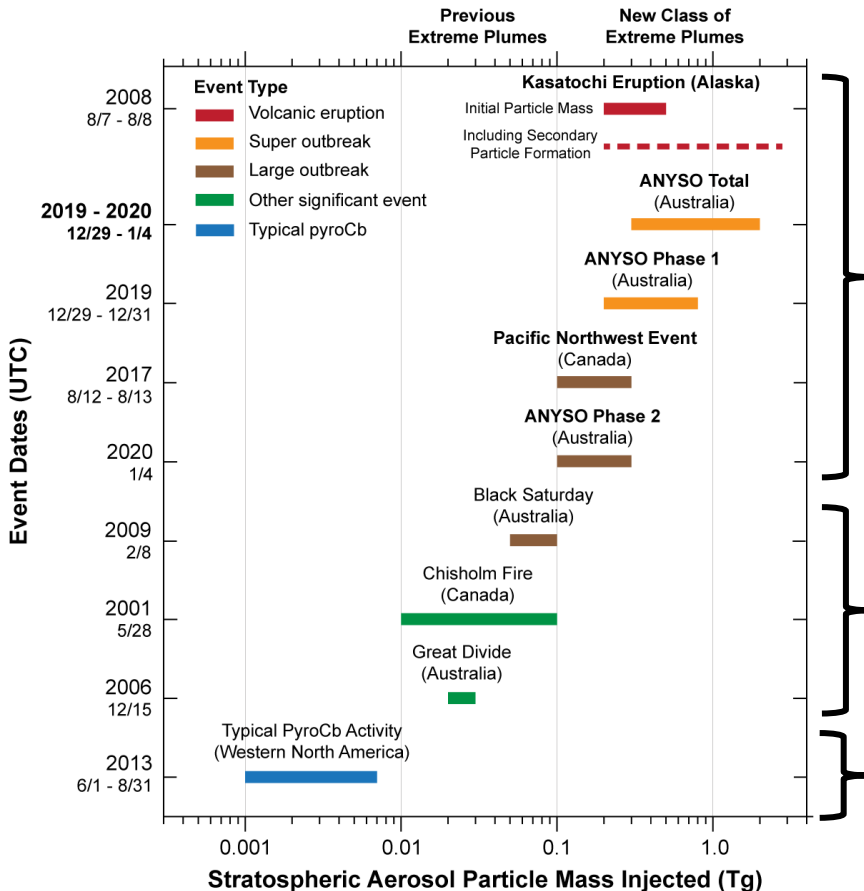 Previous
Extreme Plumes
New Class of
Extreme Plumes
Event Type
Volcanic eruption
Super outbreak
Large outbreak
Other significant event
Typical pyroCb
Event Dates (UTC)
2008
8/7 - 8/8
Kasatochi Eruption (Alaska)
Initial Particle Mass
Including Secondary
Particle Formation
2019 - 2020
12/29 - 1/4
ANYSO Total
(Australia)
2019
12/29 - 12/31
ANYSO Phase 1
(Australia)
2017
8/12 - 8/13
Pacific Northwest Event
(Canada)
2020
1/4
ANYSO Phase 2
(Australia)
2009
2/8
Black Saturday
(Australia)
2001
5/28
Chisholm Fire
(Canada)
2006
12/15
Great Divide
(Australia)
2013
6/1 - 8/31
Typical PyroCb Activity
(Western North America)
0.001
0.01
0.1
1.0
Stratospheric Aerosol Particle Mass Injected (Tg)